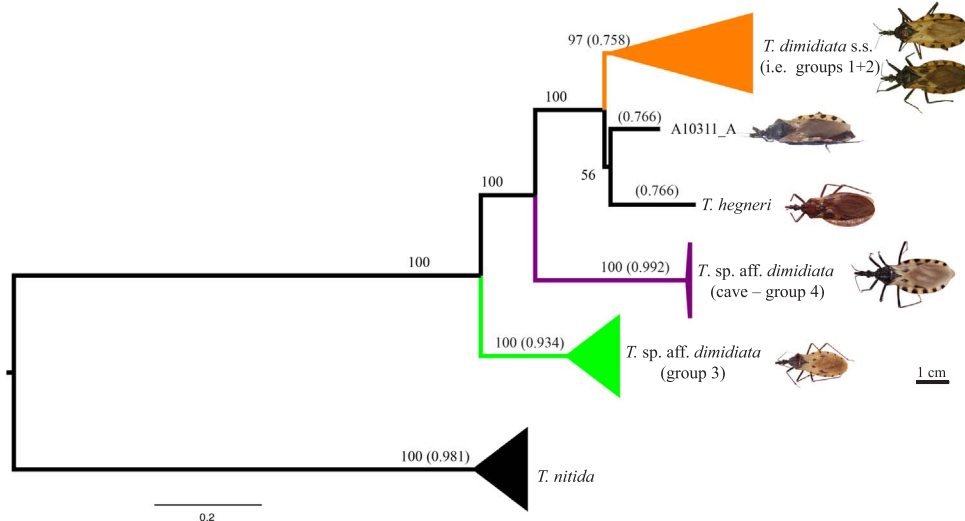 97 (0.758)
T. dimidiata s.s.
(i.e. groups 1+2)
100
(0.766)
A10311_A
56
(0.766)
T. hegneri
100
100
100 (0.992)
T. sp. aff. dimidiata
(cave – group 4)
100 (0.934)
T. sp. aff. dimidiata
(group 3)
1 cm
100 (0.981)
T. nitida
0.2